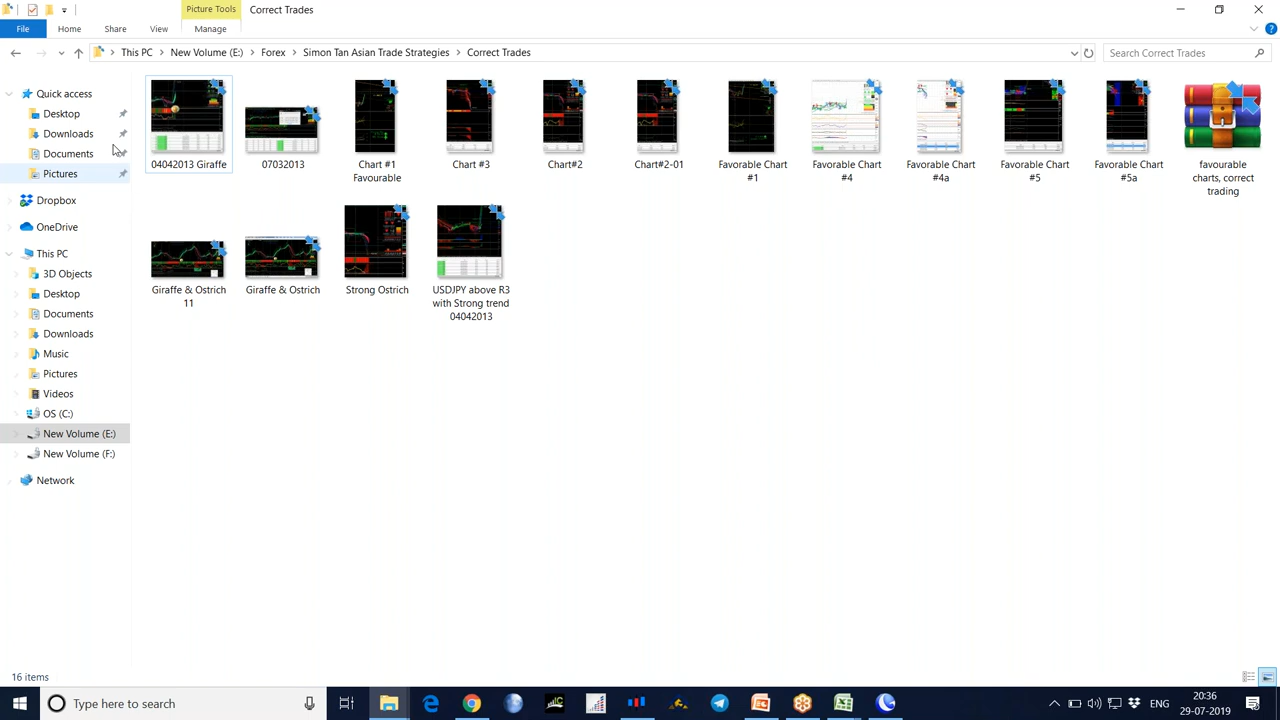 Picture Tools
Correct Trades
File
Home
Share
View
Manage
This PC
New Volume (E:)
Forex
Simon Tan Asian Trade Strategies
Correct Trades
Search Correct Trades
Quick access
Desktop
Downloads
Documents
Pictures
Dropbox
OneDrive
This PC
3D Objects
Desktop
Documents
Downloads
Music
Pictures
Videos
OS (C:)
New Volume (E:)
New Volume (F:)
Network
04042013 Giraffe
07032013
Chart #1
Favourable
Chart #3
Chart#2
Chart#2-01
Favorable Chart
#1
Favorable Chart
#4
Favorable Chart
#4a
Favorable Chart
#5
Favorable Chart
#5a
favourable
charts, correct
trading
Giraffe & Ostrich
11
Giraffe & Ostrich
Strong Ostrich
USDJPY above R3
with Strong trend
04042013
16 items
Type here to search
ENG
20:36
29-07-2019